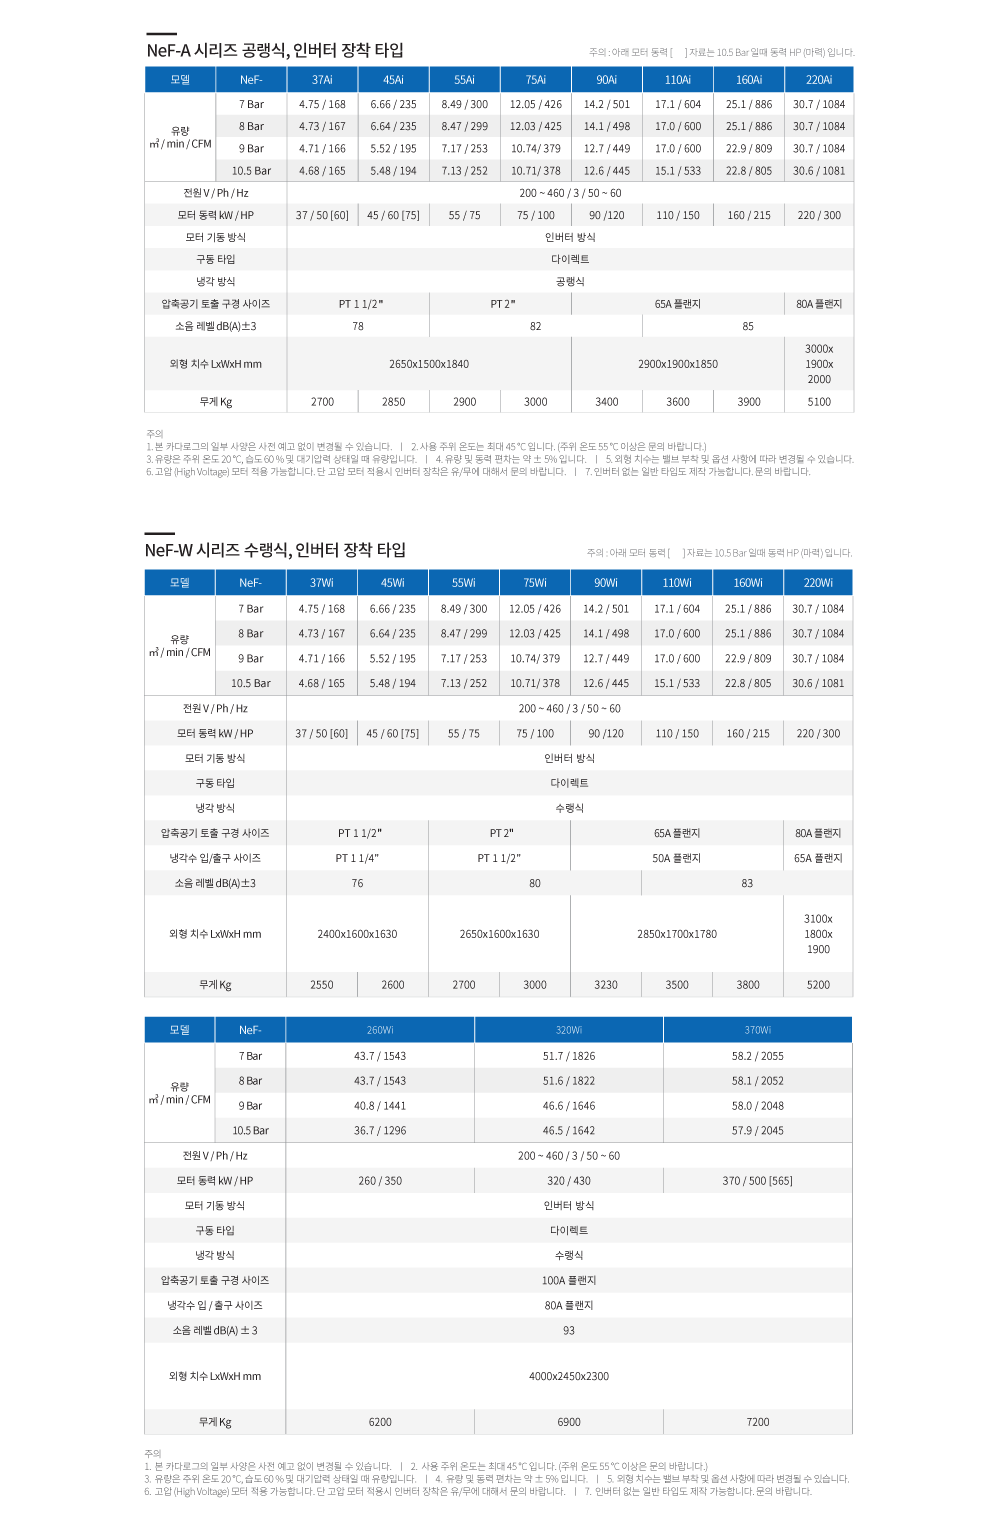 NeF-A 시리즈 공랭식, 인버터 장착 타입
주의 : 아래 모터 동력 [ ] 자료는 10.5 Bar 일때 동력 HP (마력) 입니다.
모델 NeF- 37Ai 45Ai 55Ai 75Ai 90Ai 110Ai 160Ai 220Ai
유량
㎥ / min / CFM
7 Bar 4.75 / 168 6.66 / 235 8.49 / 300 12.05 / 426 14.2 / 501 17.1 / 604 25.1 / 886 30.7 / 1084
8 Bar 4.73 / 167 6.64 / 235 8.47 / 299 12.03 / 425 14.1 / 498 17.0 / 600 25.1 / 886 30.7 / 1084
9 Bar 4.71 / 166 5.52 / 195 7.17 / 253 10.74/ 379 12.7 / 449 17.0 / 600 22.9 / 809 30.7 / 1084
10.5 Bar 4.68 / 165 5.48 / 194 7.13 / 252 10.71/ 378 12.6 / 445 15.1 / 533 22.8 / 805 30.6 / 1081
전원 V / Ph / Hz 200 ~ 460 / 3 / 50 ~ 60
모터 동력 kW / HP 37 / 50 [60] 45 / 60 [75] 55 / 75 75 / 100 90 /120 110 / 150 160 / 215 220 / 300
모터 기동 방식 인버터 방식
구동 타입 다이렉트
냉각 방식 공랭식
압축공기 토출 구경 사이즈 PT 1 1/2" PT 2" 65A 플랜지 80A 플랜지
소음 레벨 dB(A)±3 78 82 85
외형 치수 LxWxH mm 2650x1500x1840 2900x1900x1850 3000x
1900x
2000
무게 Kg 2700 2850 2900 3000 3400 3600 3900 5100
주의
1. 본 카다로그의 일부 사양은 사전 예고 없이 변경될 수 있습니다. ㅣ 2. 사용 주위 온도는 최대 45℃ 입니다. (주위 온도 55℃ 이상은 문의 바랍니다.)
3. 유량은 주위 온도 20℃, 습도 60 % 및 대기압력 상태일 때 유량입니다. ㅣ 4. 유량 및 동력 편차는 약 ± 5% 입니다. ㅣ 5. 외형 치수는 밸브 부착 및 옵션 사항에 따라 변경될 수 있습니다.
6. 고압 (High Voltage) 모터 적용 가능합니다. 단 고압 모터 적용시 인버터 장착은 유/무에 대해서 문의 바랍니다. ㅣ 7. 인버터 없는 일반 타입도 제작 가능합니다. 문의 바랍니다.
NeF-W 시리즈 수랭식, 인버터 장착 타입
주의 : 아래 모터 동력 [ ] 자료는 10.5 Bar 일때 동력 HP (마력) 입니다.
모델 NeF- 37Wi 45Wi 55Wi 75Wi 90Wi 110Wi 160Wi 220Wi
유량
㎥ / min / CFM
7 Bar 4.75 / 168 6.66 / 235 8.49 / 300 12.05 / 426 14.2 / 501 17.1 / 604 25.1 / 886 30.7 / 1084
8 Bar 4.73 / 167 6.64 / 235 8.47 / 299 12.03 / 425 14.1 / 498 17.0 / 600 25.1 / 886 30.7 / 1084
9 Bar 4.71 / 166 5.52 / 195 7.17 / 253 10.74/ 379 12.7 / 449 17.0 / 600 22.9 / 809 30.7 / 1084
10.5 Bar 4.68 / 165 5.48 / 194 7.13 / 252 10.71/ 378 12.6 / 445 15.1 / 533 22.8 / 805 30.6 / 1081
전원 V / Ph / Hz 200 ~ 460 / 3 / 50 ~ 60
모터 동력 kW / HP 37 / 50 [60] 45 / 60 [75] 55 / 75 75 / 100 90 /120 110 / 150 160 / 215 220 / 300
모터 기동 방식 인버터 방식
구동 타입 다이렉트
냉각 방식 수랭식
압축공기 토출 구경 사이즈 PT 1 1/2" PT 2" 65A 플랜지 80A 플랜지
냉각수 입/출구 사이즈 PT 1 1/4" PT 1 1/2" 50A 플랜지 65A 플랜지
소음 레벨 dB(A)±3 76 80 83
외형 치수 LxWxH mm 2400x1600x1630 2650x1600x1630 2850x1700x1780 3100x
1800x
1900
무게 Kg 2550 2600 2700 3000 3230 3500 3800 5200
모델 NeF- 260Wi 320Wi 370Wi
유량
㎥ / min / CFM
7 Bar 43.7 / 1543 51.7 / 1826 58.2 / 2055
8 Bar 43.7 / 1543 51.6 / 1822 58.1 / 2052
9 Bar 40.8 / 1441 46.6 / 1646 58.0 / 2048
10.5 Bar 36.7 / 1296 46.5 / 1642 57.9 / 2045
전원 V / Ph / Hz 200 ~ 460 / 3 / 50 ~ 60
모터 동력 kW / HP 260 / 350 320 / 430 370 / 500 [565]
모터 기동 방식 인버터 방식
구동 타입 다이렉트
냉각 방식 수랭식
압축공기 토출 구경 사이즈 100A 플랜지
냉각수 입 / 출구 사이즈 80A 플랜지
소음 레벨 dB(A) ± 3 93
외형 치수 LxWxH mm 4000x2450x2300
무게 Kg 6200 6900 7200
주의
1. 본 카다로그의 일부 사양은 사전 예고 없이 변경될 수 있습니다. ㅣ 2. 사용 주위 온도는 최대 45℃ 입니다. (주위 온도 55℃ 이상은 문의 바랍니다.)
3. 유량은 주위 온도 20℃, 습도 60 % 및 대기압력 상태일 때 유량입니다. ㅣ 4. 유량 및 동력 편차는 약 ± 5% 입니다. ㅣ 5. 외형 치수는 밸브 부착 및 옵션 사항에 따라 변경될 수 있습니다.
6. 고압 (High Voltage) 모터 적용 가능합니다. 단 고압 모터 적용시 인버터 장착은 유/무에 대해서 문의 바랍니다. ㅣ 7. 인버터 없는 일반 타입도 제작 가능합니다. 문의 바랍니다.